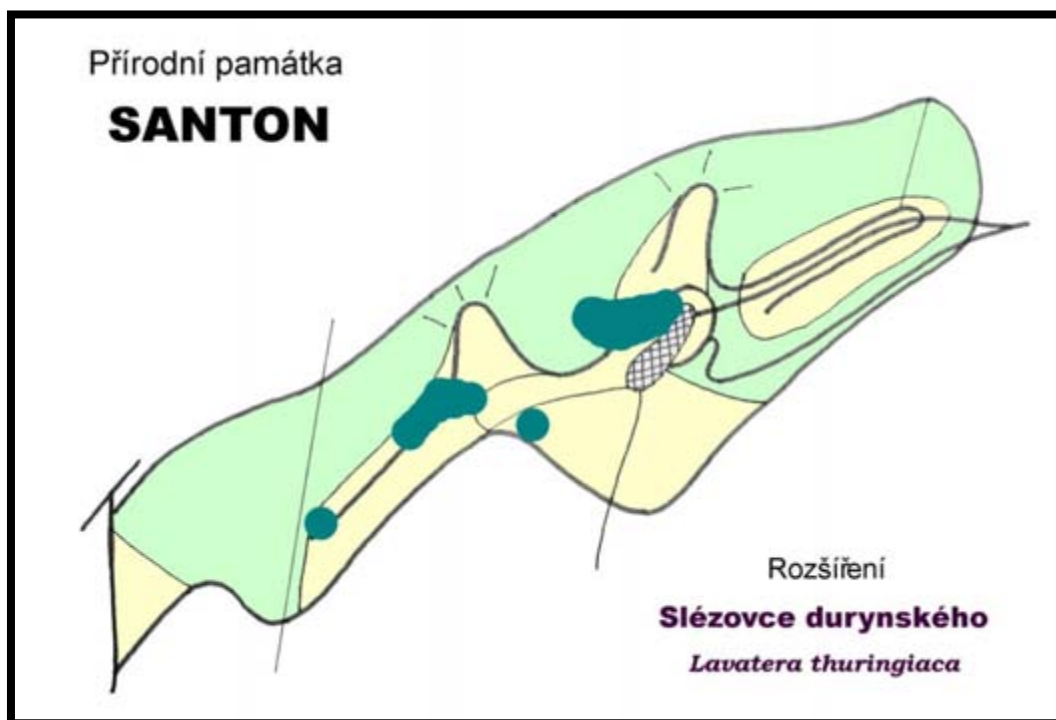 Přírodní památka
SANTON
Rozšíření
Slézovce durynského
Lavatera thuringiaca